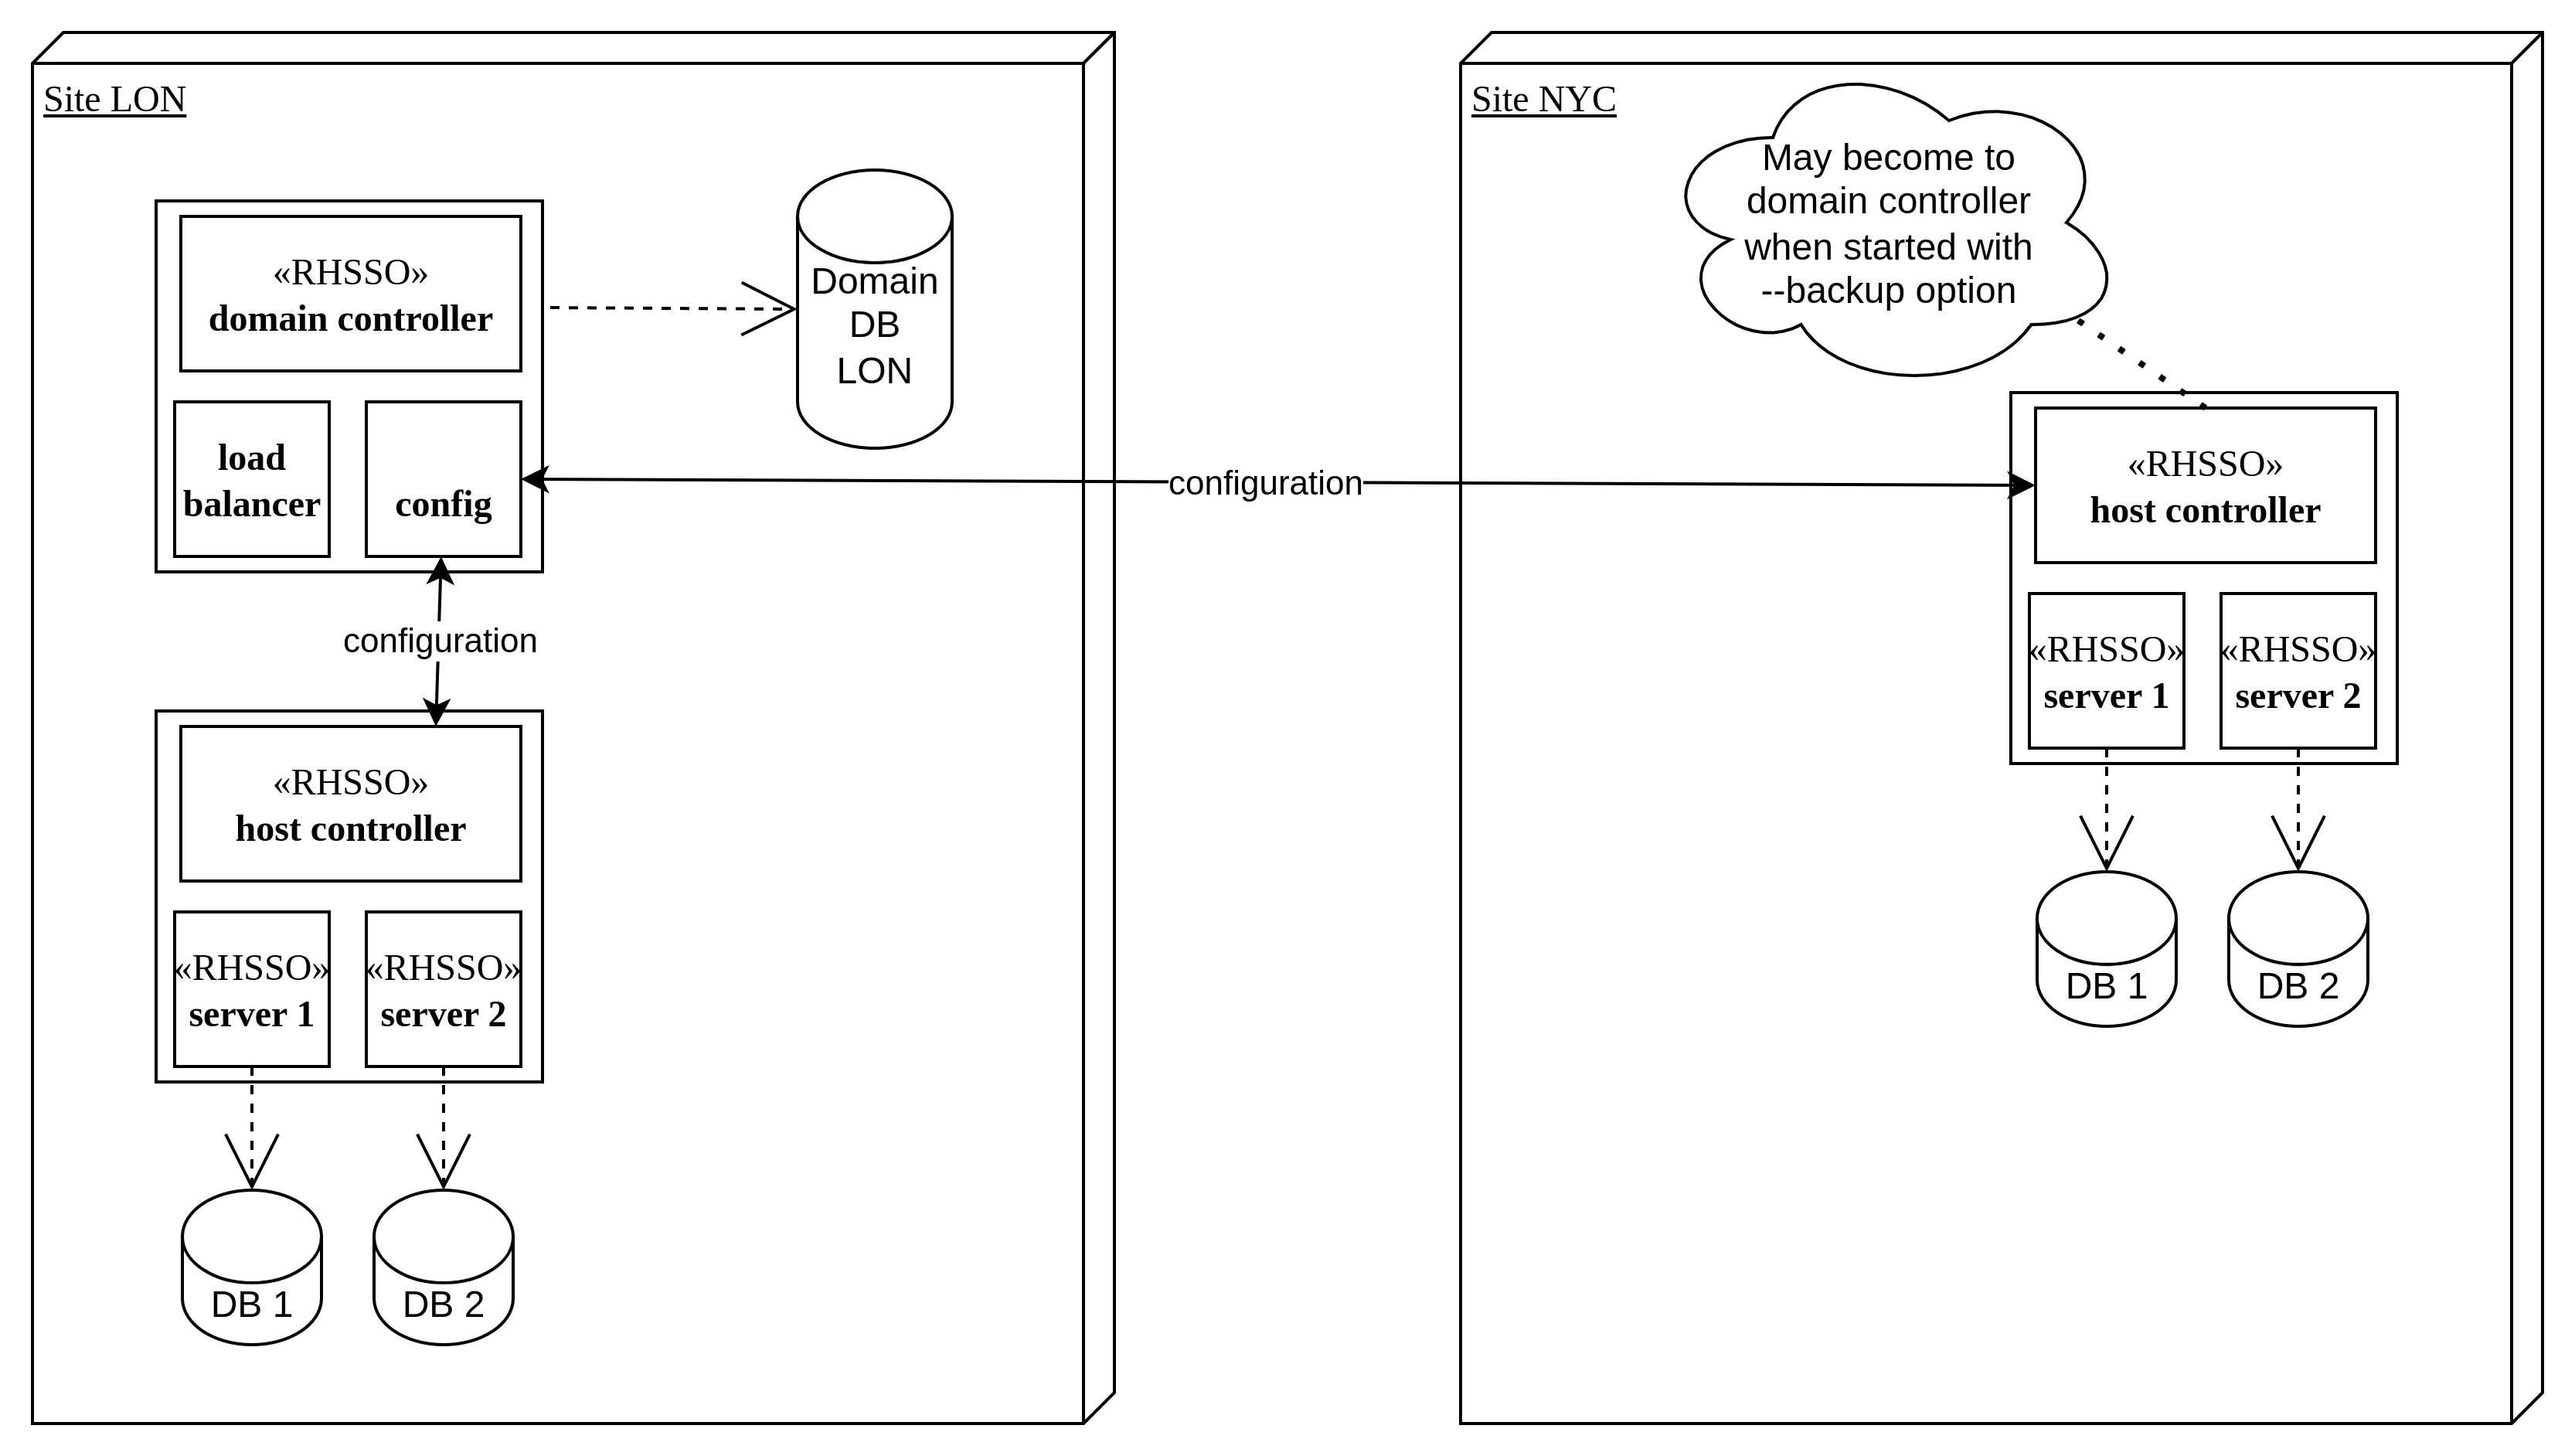 Site LON
«RHSSO»
domain controller
load
balancer
config
Domain
DB
LON
configuration
configuration
«RHSSO»
host controller
«RHSSO»
server 1
«RHSSO»
server 2
DB 1
DB 2
Site NYC
May become to
domain controller
when started with
--backup option
«RHSSO»
host controller
«RHSSO»
server 1
«RHSSO»
server 2
DB 1
DB 2